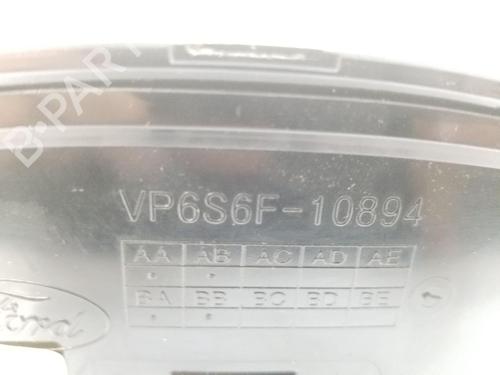 B-PARTS
VP6S6F-10894
AA AB AC AD AE
BA BB BC BD BE
Ford